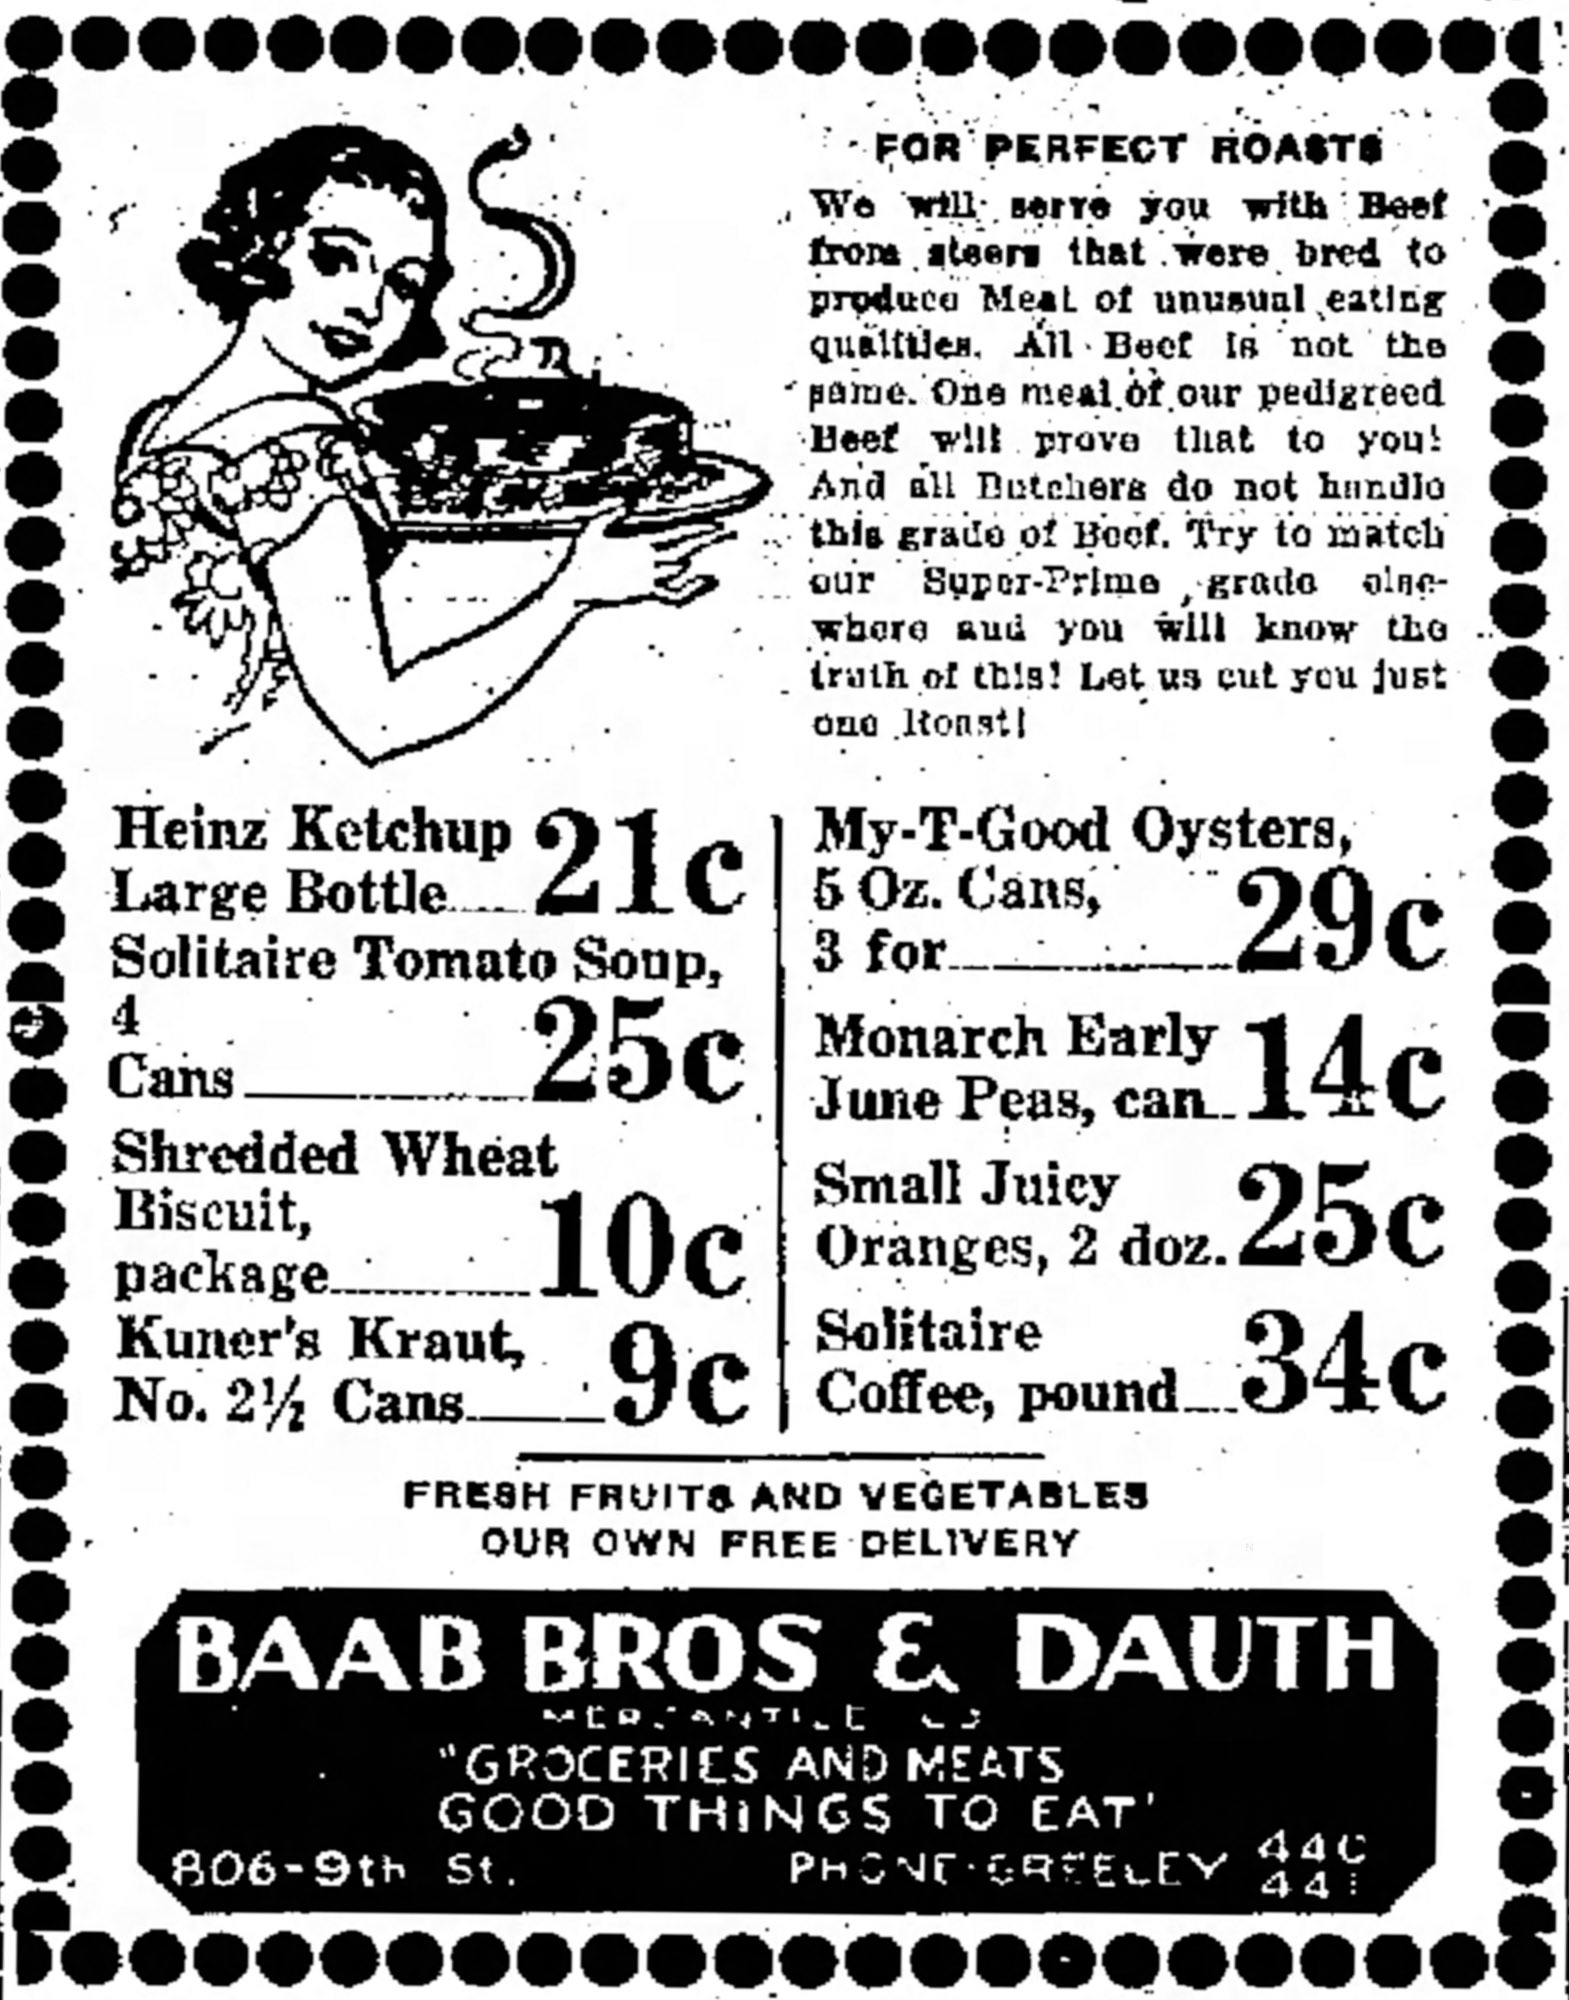 FOR PERFECT ROASTS
We will serve you with Beef
from steers that were bred to
produce Meat of unusual eating
qualities. All Beef is not the
same. One meal of our pedigreed
Beef will prove that to you!
And all Butchers do not handle
this grade of Beef. Try to match
our Super-Prime grade else-
where and you will know the
truth of this! Let us cut you just
one Roast!
Heinz Ketchup
Large Bottle 21c
Solitaire Tomato Soup,
4
Cans 25c
Shredded Wheat
Biscuit,
package 10c
Kuner's Kraut,
No. 2½ Cans 9c
My-T-Good Oysters,
5 Oz. Cans,
3 for 29c
Monarch Early
June Peas, can 14c
Small Juicy
Oranges, 2 doz. 25c
Solitaire
Coffee, pound 34c
FRESH FRUITS AND VEGETABLES
OUR OWN FREE DELIVERY
BAAB BROS & DAUTH
MERCANTILE CO
"GROCERIES AND MEATS
GOOD THINGS TO EAT"
806-9th St. PHONE GREELEY